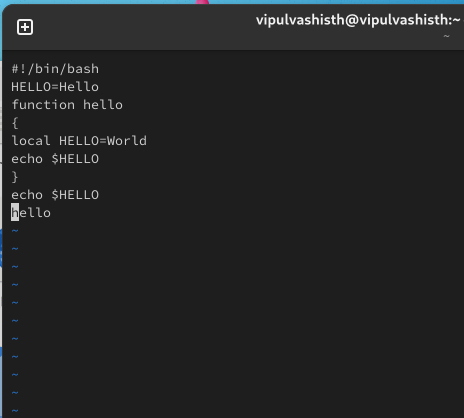 vipulvashisth@vipulvashisth:~
~
#!/bin/bash
HELLO=Hello
function hello
{
local HELLO=World
echo $HELLO
}
echo $HELLO
hello
~
~
~
~
~
~
~
~
~
~
~